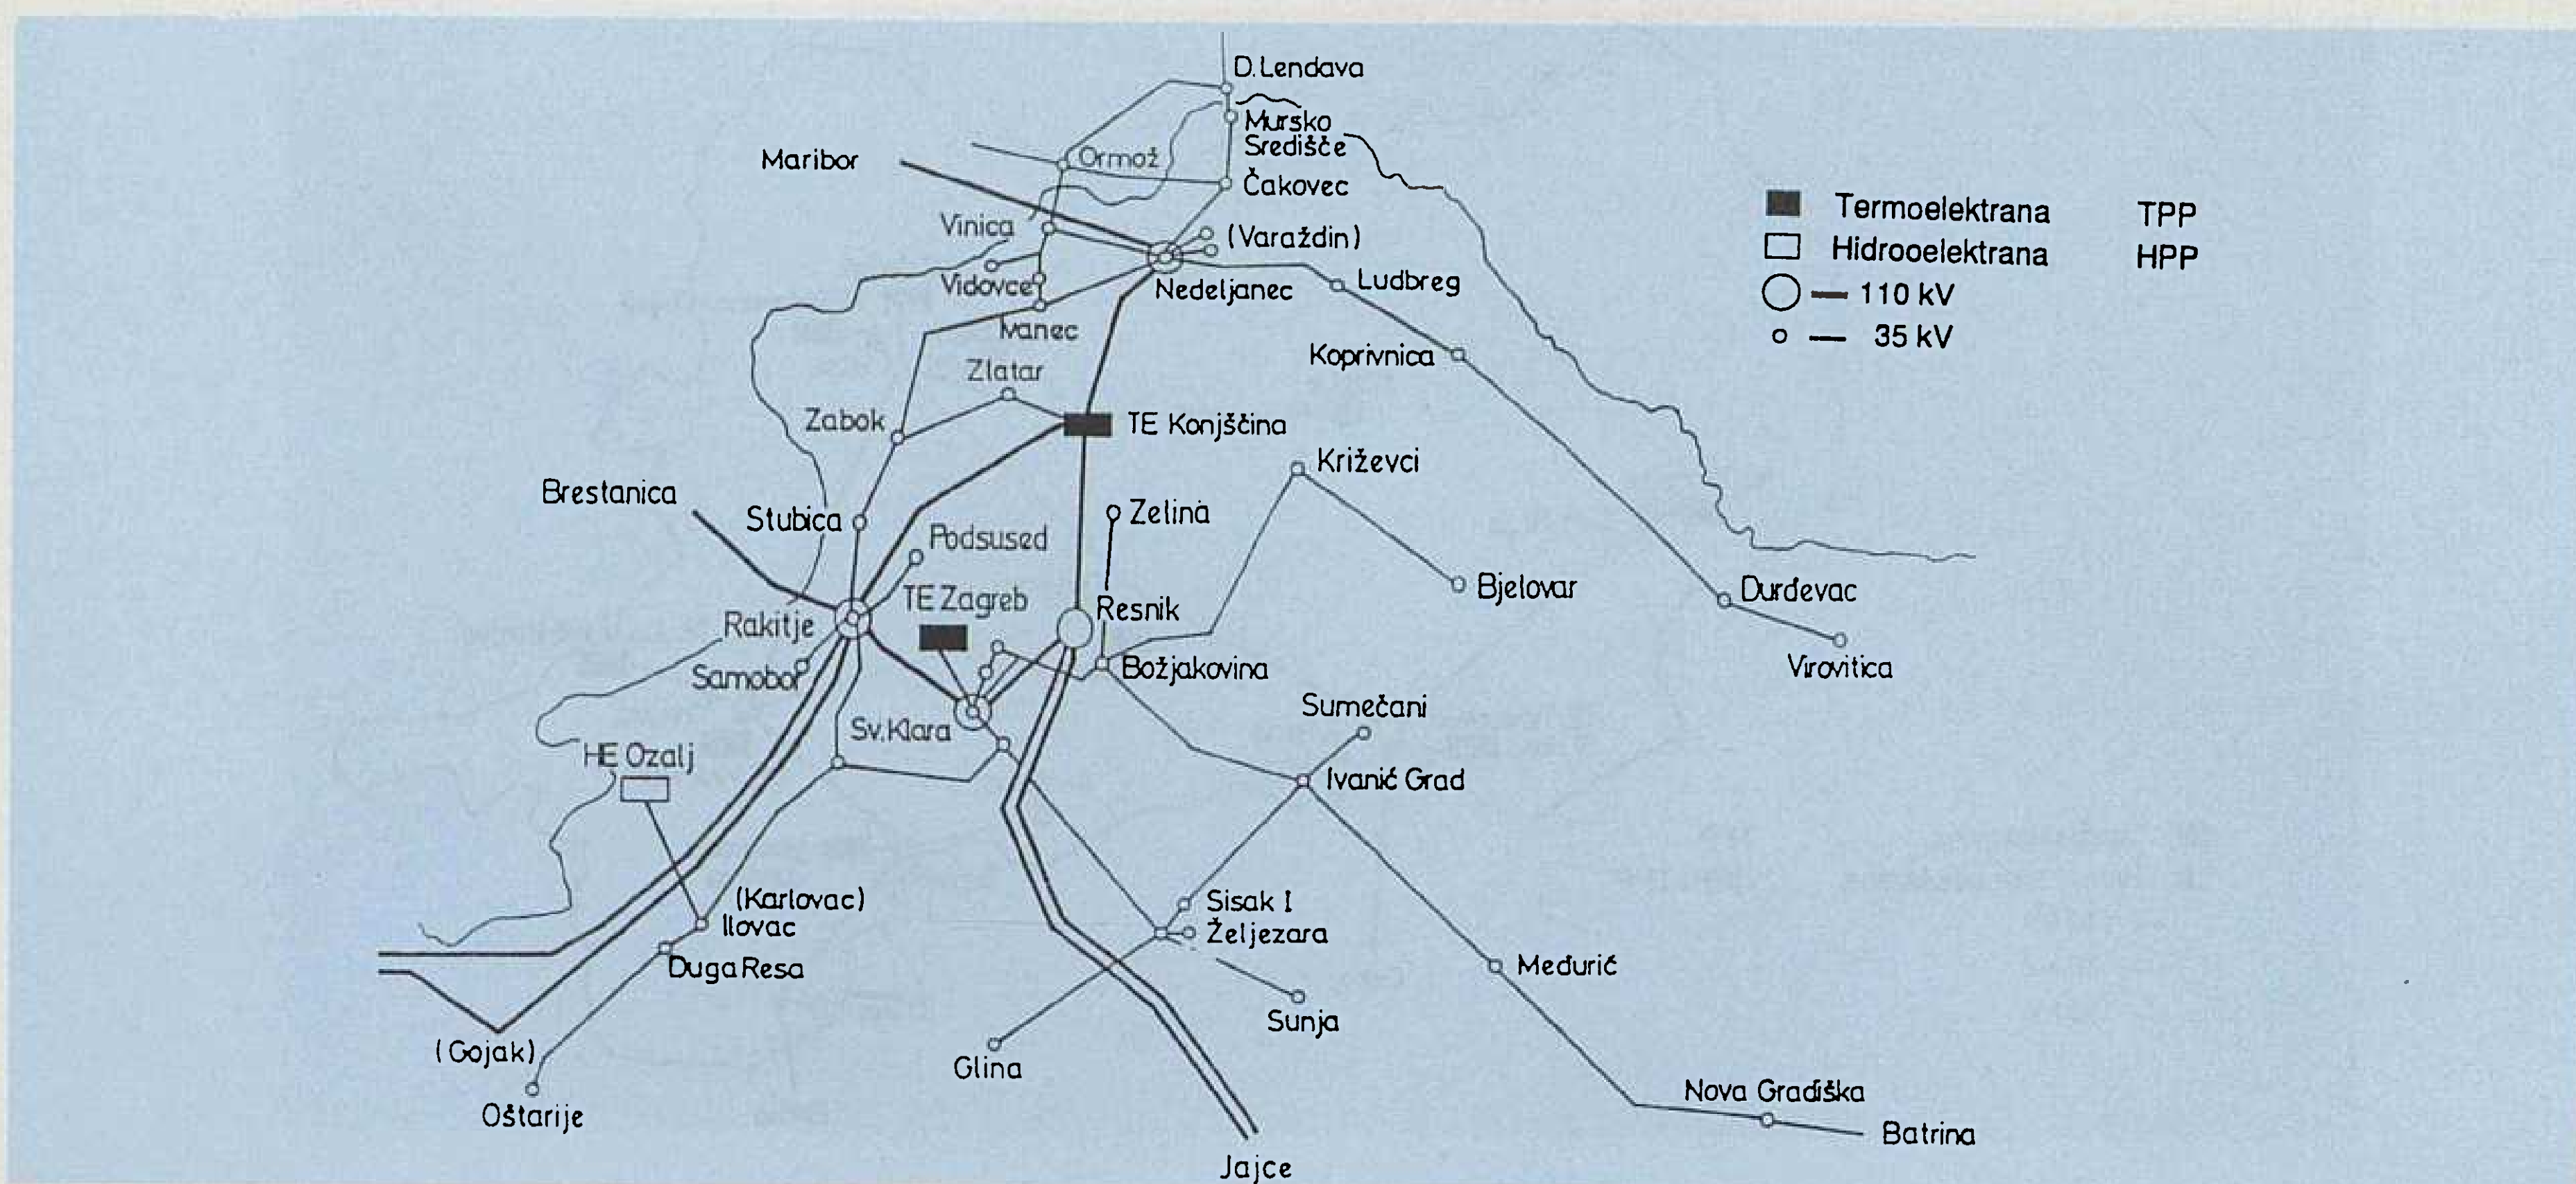 D.Lendava
Mursko
Središče
Maribor
Ormož
Čakovec
Termoelektrana TPP
Vinica
(Varaždin)
Hidrooelektrana HPP
Vidovce
Nedeljanec
Ludbreg
110 kV
Ivanec
35 kV
Koprivnica
Zlatar
Zabok
TE Konjščina
Križevci
Brestanica
Stubica
Zelina
Podsused
TE Zagreb
Resnik
Bjelovar
Durđevac
Rakitje
Samobor
Božjakovina
Virovitica
Sumečani
Sv.Klara
HE Ozalj
Ivanić Grad
(Karlovac)
Ilovac
Sisak I
Željezara
Duga Resa
Međurić
Sunja
(Gojak)
Glina
Nova Gradiška
Oštarije
Batrina
Jajce